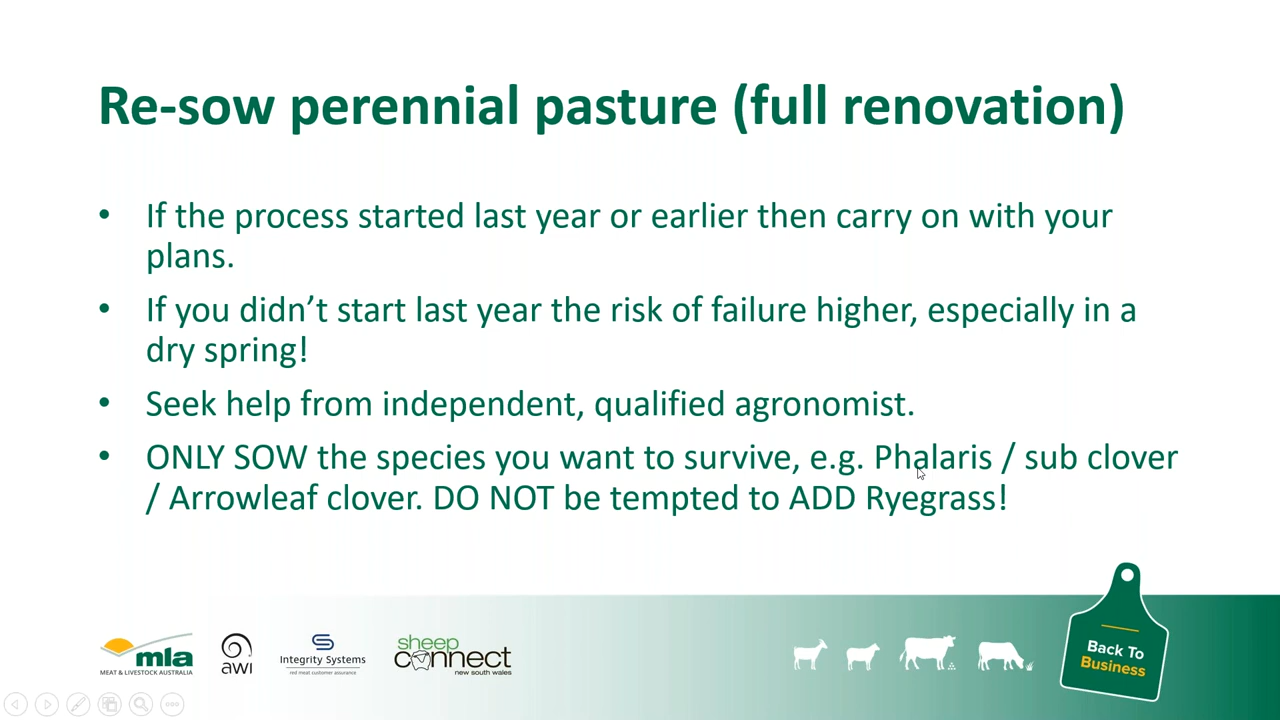 Re-sow perennial pasture (full renovation)
• If the process started last year or earlier then carry on with your
plans.
• If you didn't start last year the risk of failure higher, especially in a
dry spring!
• Seek help from independent, qualified agronomist.
• ONLY SOW the species you want to survive, e.g. Phalaris / sub clover
/ Arrowleaf clover. DO NOT be tempted to ADD Ryegrass!
mla
MEAT & LIVESTOCK AUSTRALIA
awi
Integrity Systems
red meat customer assurance
sheep
connect
new south wales
Back To
Business